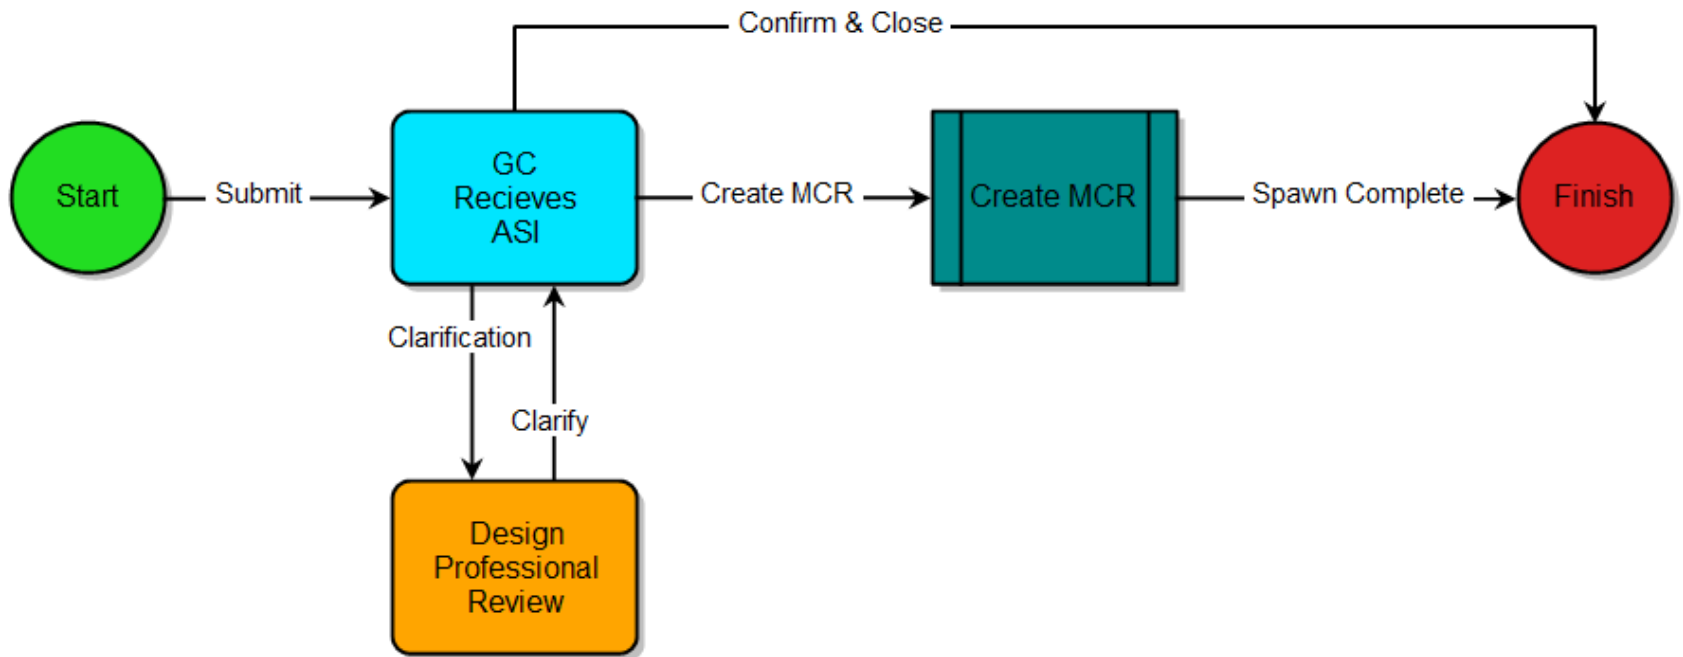 Confirm & Close
Start
Submit
GC
Recieves
ASI
Create MCR
Create MCR
Spawn Complete
Finish
Clarification
Clarify
Design
Professional
Review